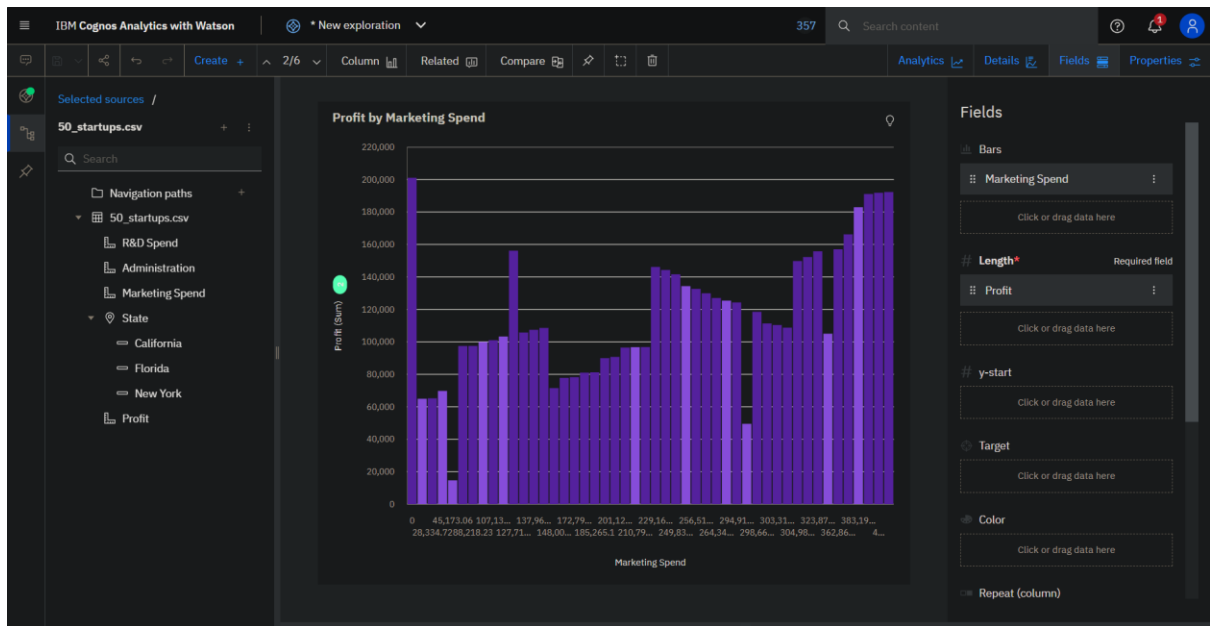 IBM Cognos Analytics with Watson
* New exploration
357
Search content
1
Create +
2/6
Column
Related
Compare
Analytics
Details
Fields
Properties
Selected sources /
50_startups.csv
Search
Navigation paths
50_startups.csv
R&D Spend
Administration
Marketing Spend
State
California
Florida
New York
Profit
Profit by Marketing Spend
220,000
200,000
180,000
160,000
140,000
120,000
100,000
80,000
60,000
40,000
20,000
0
Profit (Sum)
0 45,173.06 107,13... 137,96... 172,79... 201,12... 229,16... 256,51... 294,91... 303,31... 323,87... 383,19...
28,334.72 88,218.23 127,71... 148,00... 185,265.1 210,79... 249,83... 264,34... 298,66... 304,98... 362,86... 4...
Marketing Spend
Fields
Bars
Marketing Spend
Click or drag data here
# Length* Required field
Profit
Click or drag data here
# y-start
Click or drag data here
Target
Click or drag data here
Color
Click or drag data here
Repeat (column)